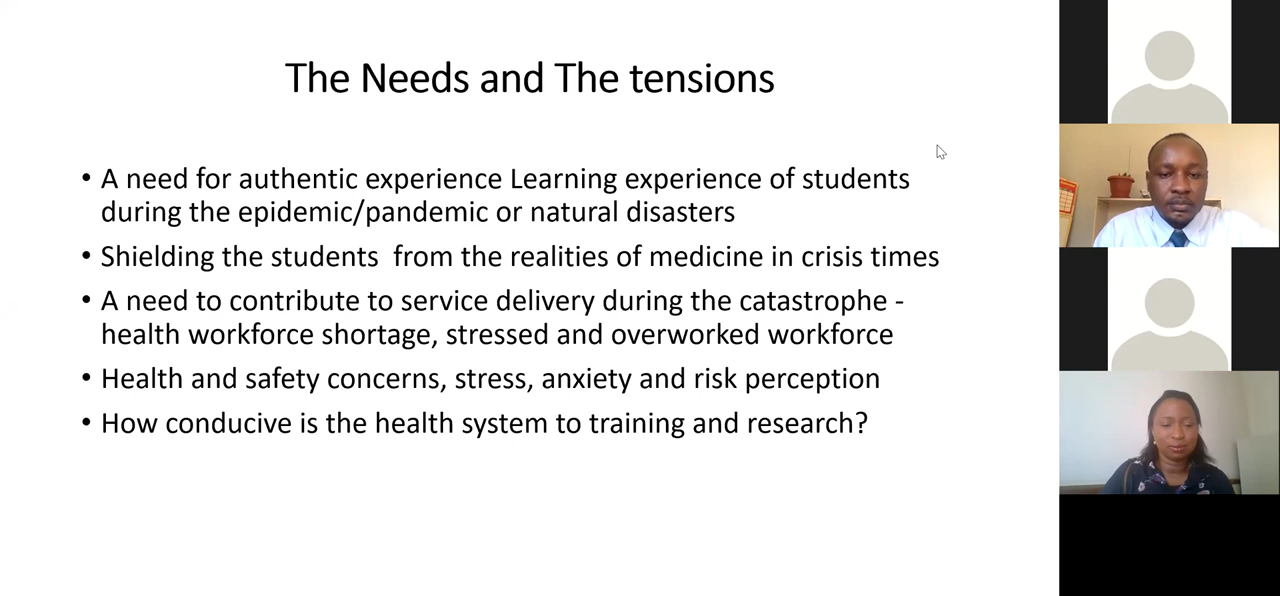 The Needs and The tensions
• A need for authentic experience Learning experience of students
during the epidemic/pandemic or natural disasters
• Shielding the students  from the realities of medicine in crisis times
• A need to contribute to service delivery during the catastrophe -
health workforce shortage, stressed and overworked workforce
• Health and safety concerns, stress, anxiety and risk perception
• How conducive is the health system to training and research?